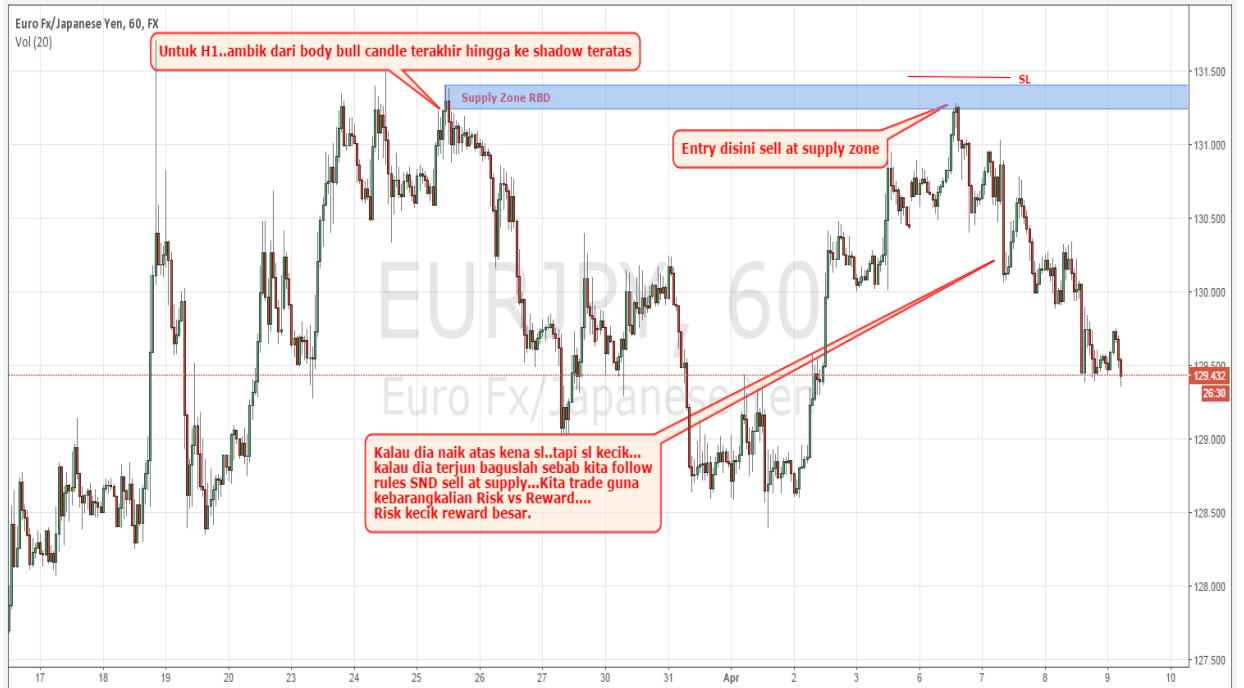 Euro Fx/Japanese Yen, 60, FX
Vol (20)
Untuk H1..ambik dari body bull candle terakhir hingga ke shadow teratas
Supply Zone RBD
SL
Entry disini sell at supply zone
EURJPY, 60
Euro Fx/Japanese Yen
Kalau dia naik atas kena sl..tapi sl kecik...
kalau dia terjun baguslah sebab kita follow
rules SND sell at supply...Kita trade guna
kebarangkalian Risk vs Reward....
Risk kecik reward besar.
131.500
131.000
130.500
130.000
129.500
129.432
26:30
129.000
128.500
128.000
127.500
17 18 19 20 21 22 23 24 25 26 27 29 30 31 Apr 2 3 4 5 6 7 8 9 10